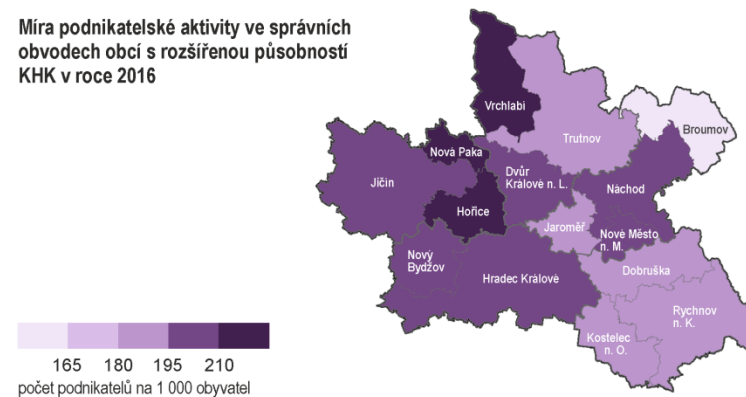 Míra podnikatelské aktivity ve správních
obvodech obcí s rozšířenou působností
KHK v roce 2016
Vrchlabí
Trutnov
Broumov
Nová Paka
Jičín
Dvůr
Králové n. L.
Náchod
Hořice
Jaroměř
Nové Město
n. M.
Nový
Bydžov
Hradec Králové
Dobruška
Rychnov
n. K.
Kostelec
n. O.
165 180 195 210
počet podnikatelů na 1 000 obyvatel